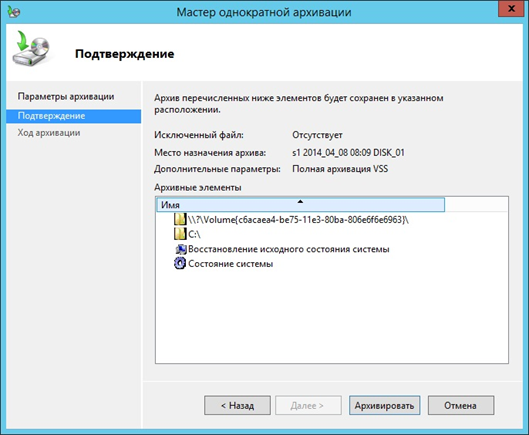 Мастер однократной архивации
x
Подтверждение
Параметры архивации
Подтверждение
Ход архивации
Архив перечисленных ниже элементов будет сохранен в указанном
расположении.
Исключенный файл: Отсутствует
Место назначения архива: s1 2014_04_08 08:09 DISK_01
Дополнительные параметры: Полная архивация VSS
Архивные элементы
Имя
\\?\Volume{c6acaea4-be75-11e3-80ba-806e6f6e6963}\
C:\
Восстановление исходного состояния системы
Состояние системы
< Назад Далее > Архивировать Отмена